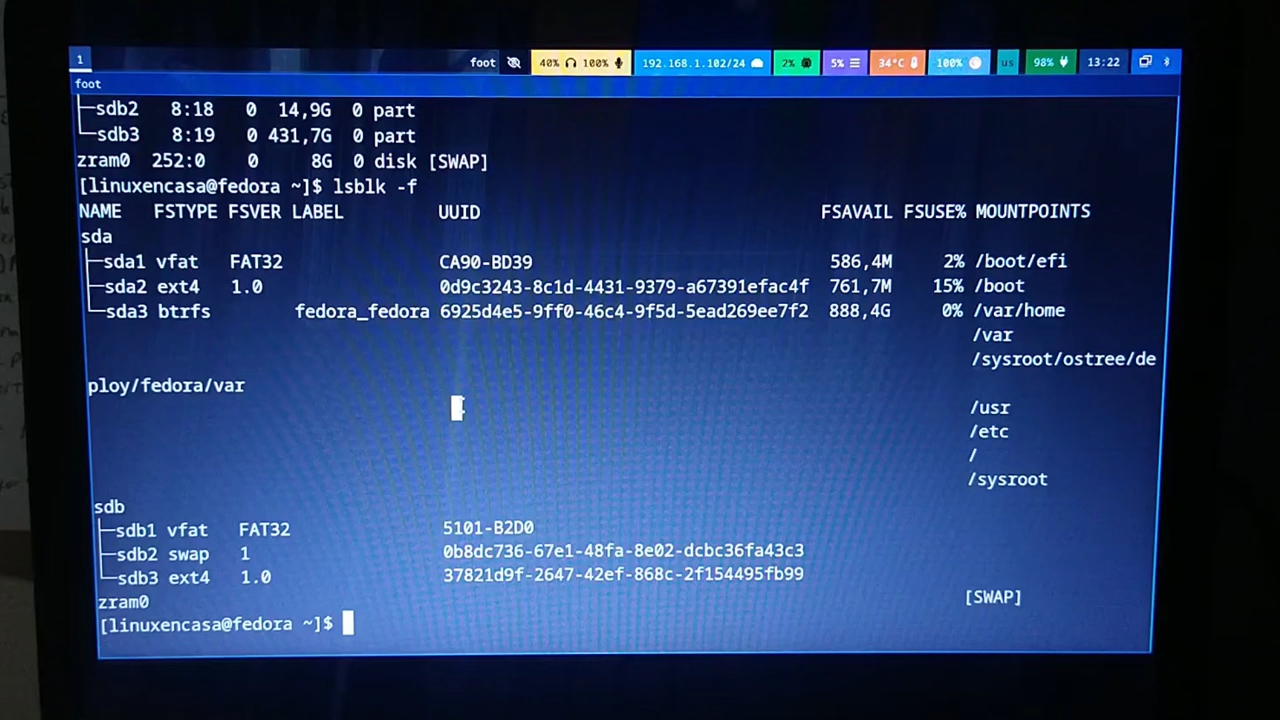 1 foot 40% 100% 192.168.1.102/24 2% 5% 34°C 100% us 98% 13:22
foot
├─sdb2 8:18 0 14,9G 0 part
└─sdb3 8:19 0 431,7G 0 part
zram0 252:0 0 8G 0 disk [SWAP]
[linuxencasa@fedora ~]$ lsblk -f
NAME FSTYPE FSVER LABEL UUID FSAVAIL FSUSE% MOUNTPOINTS
sda
├─sda1 vfat FAT32 CA90-BD39 586,4M 2% /boot/efi
├─sda2 ext4 1.0 0d9c3243-8c1d-4431-9379-a67391efac4f 761,7M 15% /boot
└─sda3 btrfs fedora_fedora 6925d4e5-9ff0-46c4-9f5d-5ead269ee7f2 888,4G 0% /var/home
/var
/sysroot/ostree/de
ploy/fedora/var
/usr
/etc
/
/sysroot
sdb
├─sdb1 vfat FAT32 5101-B2D0
├─sdb2 swap 1 0b8dc736-67e1-48fa-8e02-dcbc36fa43c3
└─sdb3 ext4 1.0 37821d9f-2647-42ef-868c-2f154495fb99
zram0 [SWAP]
[linuxencasa@fedora ~]$